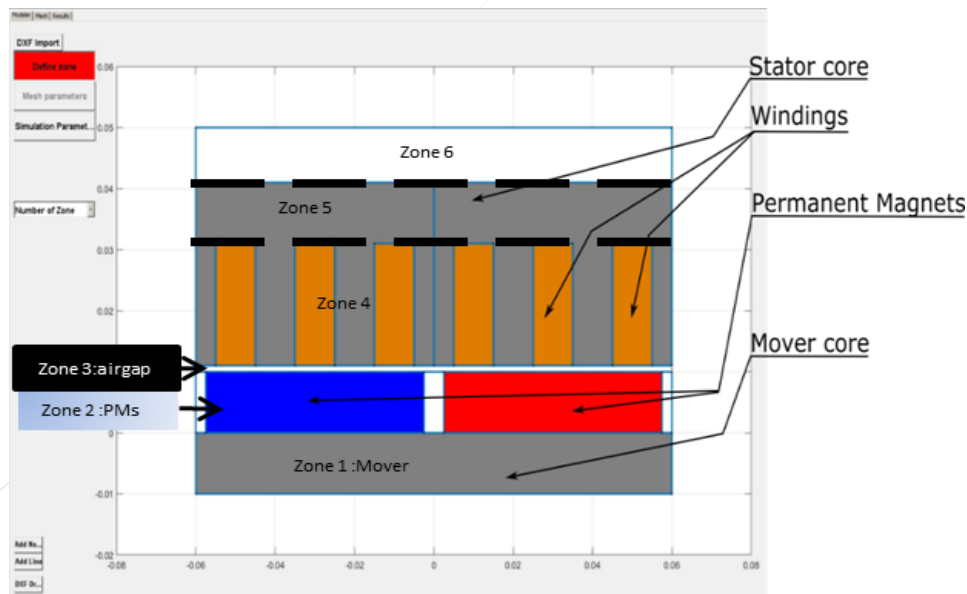 Modeler Mesh Results
DXF Import
Define zone
Mesh parameters
Simulation Paramet...
Number of Zone
0.06
0.05
0.04
0.03
0.02
0
-0.01
-0.02
-0.08
-0.06
-0.04
-0.02
0
0.02
0.04
0.06
0.08
Zone 6
Zone 5
Zone 4
Zone 3:airgap
Zone 2 :PMs
Zone 1 :Mover
Stator core
Windings
Permanent Magnets
Mover core
Add No...
Add Line
DXF Dr...